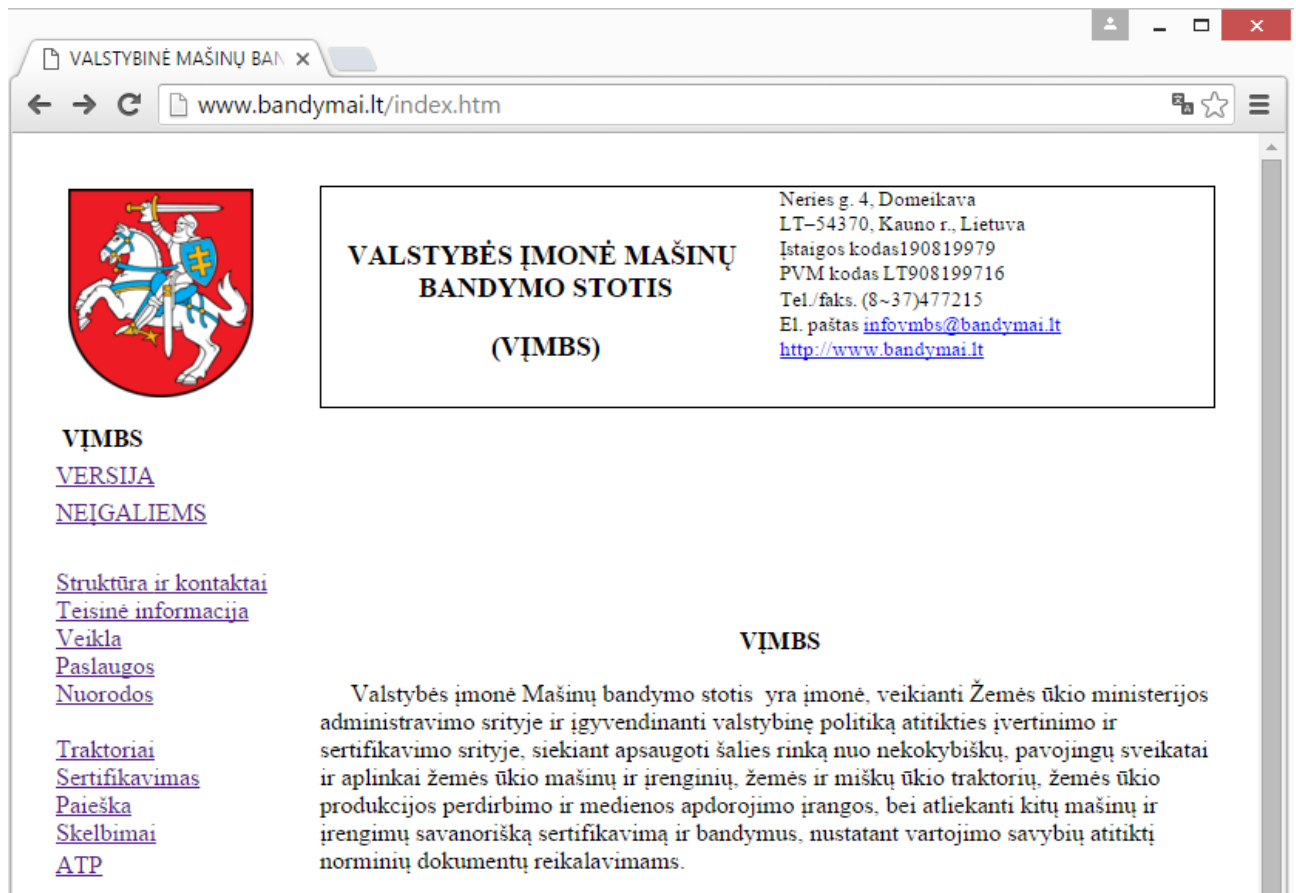 VALSTYBINĖ MAŠINŲ BAN
www.bandymai.lt/index.htm
VALSTYBĖS ĮMONĖ MAŠINŲ
BANDYMO STOTIS
(VĮMBS)
Neries g. 4, Domeikava
LT–54370, Kauno r., Lietuva
Įstaigos kodas190819979
PVM kodas LT908199716
Tel./faks. (8~37)477215
El. paštas infovmbs@bandymai.lt
http://www.bandymai.lt
VĮMBS
VERSIJA
NEĮGALIEMS
Struktūra ir kontaktai
Teisinė informacija
Veikla
Paslaugos
Nuorodos
Traktoriai
Sertifikavimas
Paieška
Skelbimai
ATP
VĮMBS
Valstybės įmonė Mašinų bandymo stotis yra įmonė, veikianti Žemės ūkio ministerijos
administravimo srityje ir įgyvendinanti valstybinę politiką atitikties įvertinimo ir
sertifikavimo srityje, siekiant apsaugoti šalies rinką nuo nekokybiškų, pavojingų sveikatai
ir aplinkai žemės ūkio mašinų ir įrenginių, žemės ir miškų ūkio traktorių, žemės ūkio
produkcijos perdirbimo ir medienos apdorojimo įrangos, bei atliekanti kitų mašinų ir
įrengimų savanorišką sertifikavimą ir bandymus, nustatant vartojimo savybių atitiktį
norminių dokumentų reikalavimams.